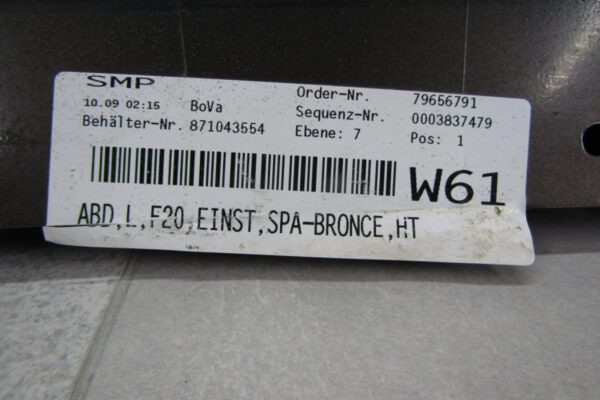 SMP
10.09 02:15 BoVa Order-Nr. 79656791
Behälter-Nr. 871043554 Sequenz-Nr. 0003837479
Ebene: 7 Pos: 1
W61
ABD,L,F20,EINST,SPA-BRONCE,HT